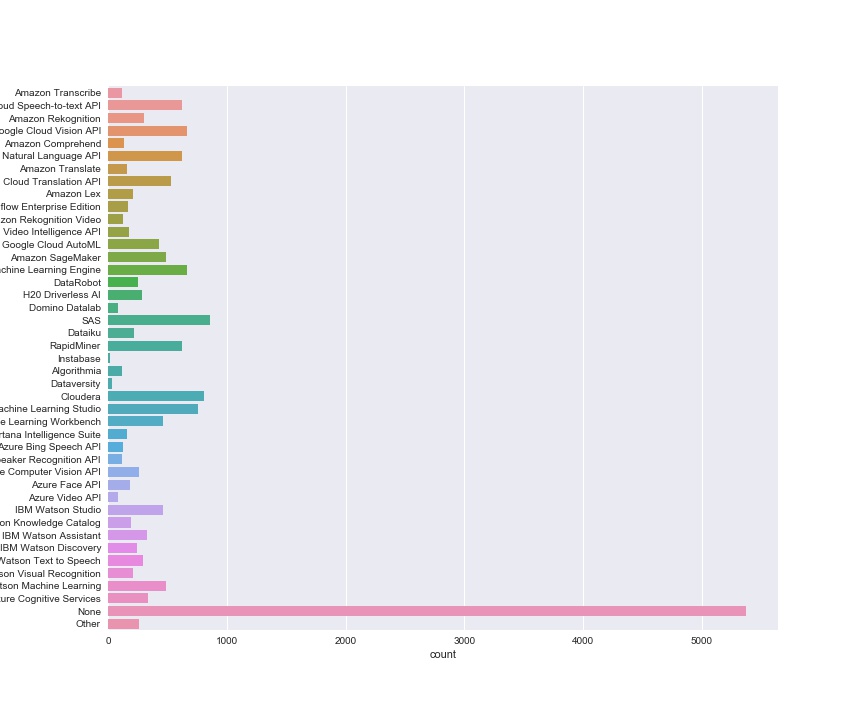 Amazon Transcribe
oud Speech-to-text API
Amazon Rekognition
oogle Cloud Vision API
Amazon Comprehend
Natural Language API
Amazon Translate
Cloud Translation API
Amazon Lex
flow Enterprise Edition
zon Rekognition Video
Video Intelligence API
Google Cloud AutoML
Amazon SageMaker
achine Learning Engine
DataRobot
H20 Driverless AI
Domino Datalab
SAS
Dataiku
RapidMiner
Instabase
Algorithmia
Dataversity
Cloudera
achine Learning Studio
e Learning Workbench
rtana Intelligence Suite
Azure Bing Speech API
eaker Recognition API
e Computer Vision API
Azure Face API
Azure Video API
IBM Watson Studio
on Knowledge Catalog
IBM Watson Assistant
IBM Watson Discovery
Watson Text to Speech
son Visual Recognition
tson Machine Learning
ure Cognitive Services
None
Other
0 1000 2000 3000 4000 5000
count